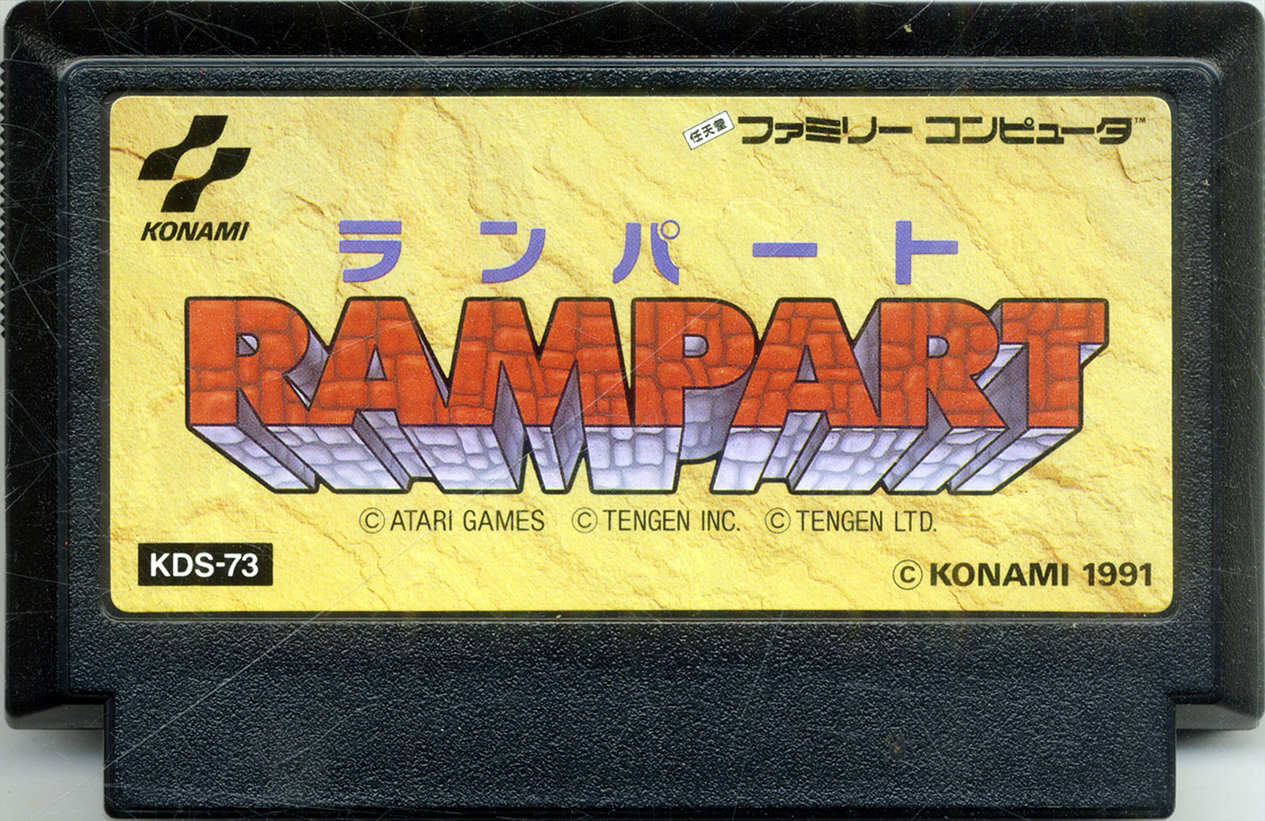 KONAMI
任天堂 ファミリー コンピュータ™
ランパート
RAMPART
©ATARI GAMES ©TENGEN INC. ©TENGEN LTD.
KDS-73
©KONAMI 1991